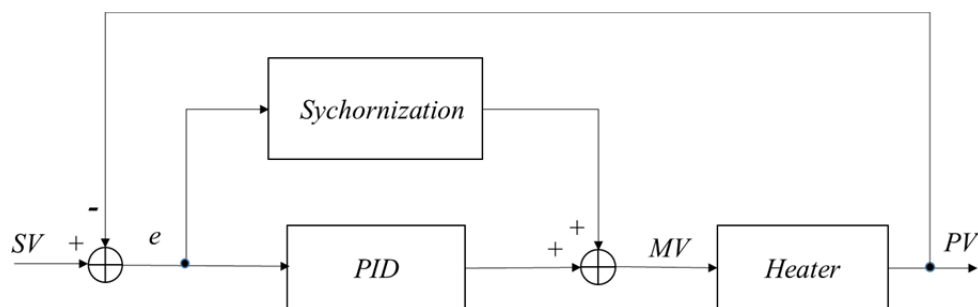 Sychornization
-
SV
+
e
PID
+
+
MV
Heater
PV